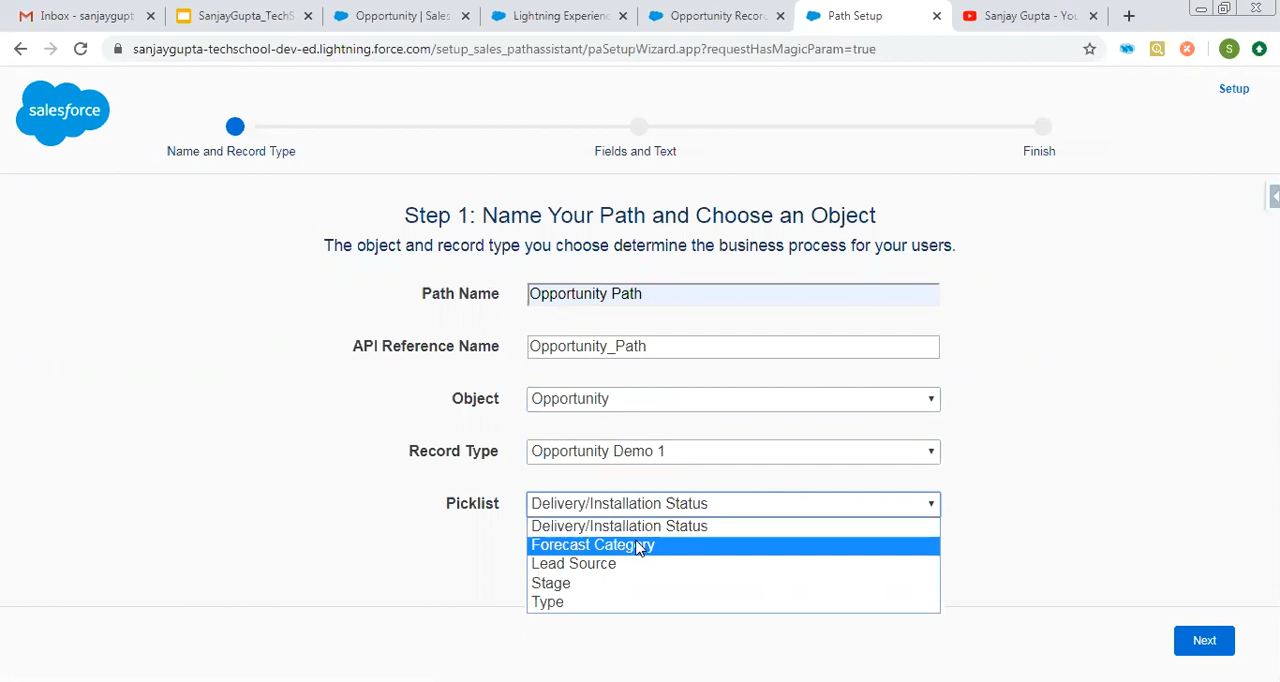 Inbox - sanjaygupt
SanjayGupta_TechS
Opportunity | Sales
Lightning Experienc
Opportunity Recor
Path Setup
Sanjay Gupta - You
sanjaygupta-techschool-dev-ed.lightning.force.com/setup_sales_pathassistant/paSetupWizard.app?requestHasMagicParam=true
S
salesforce
Setup
Name and Record Type
Fields and Text
Finish
Step 1: Name Your Path and Choose an Object
The object and record type you choose determine the business process for your users.
Path Name Opportunity Path
API Reference Name Opportunity_Path
Object Opportunity
Record Type Opportunity Demo 1
Picklist Delivery/Installation Status
Delivery/Installation Status
Forecast Category
Lead Source
Stage
Type
Next